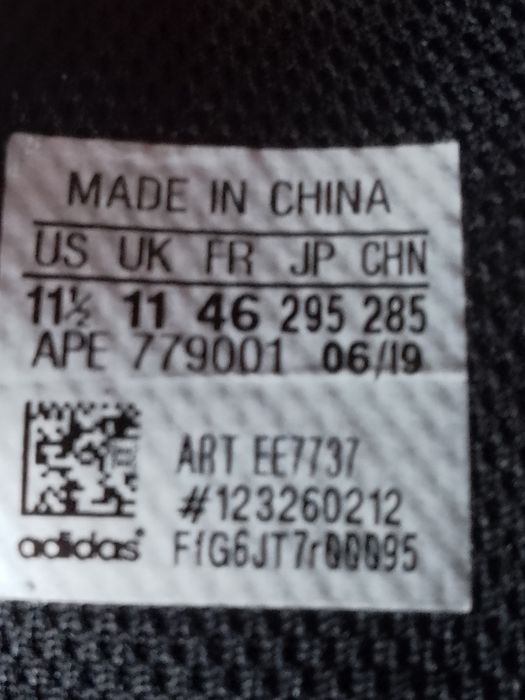 MADE IN CHINA
US UK FR JP CHN
11½ 11 46 295 285
APE 779001 06/19
ART EE7737
#123260212
adidas FfG6JT7r00095